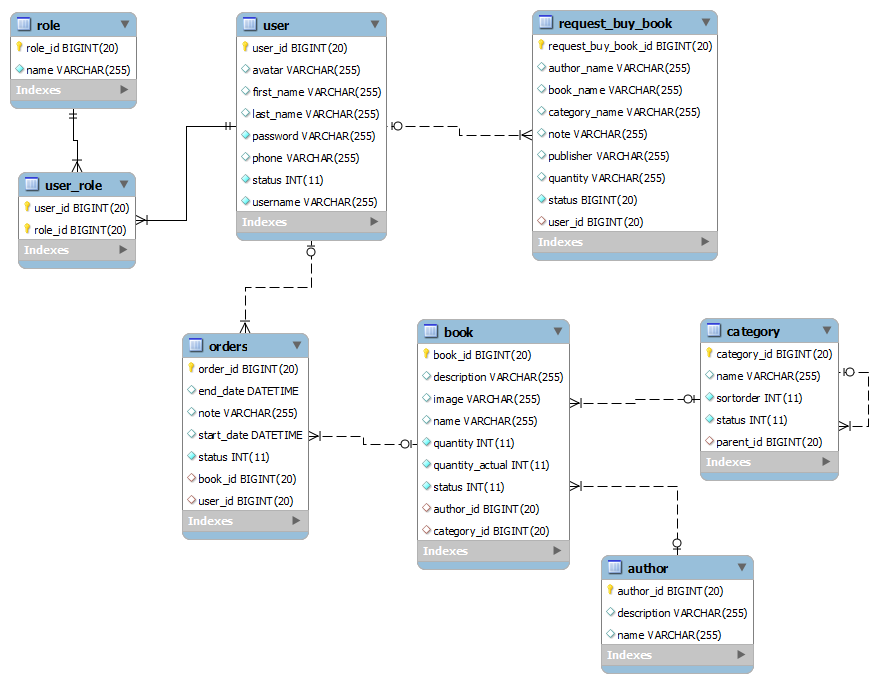 role
role_id BIGINT(20)
name VARCHAR(255)
Indexes
user
user_id BIGINT(20)
avatar VARCHAR(255)
first_name VARCHAR(255)
last_name VARCHAR(255)
password VARCHAR(255)
phone VARCHAR(255)
status INT(11)
username VARCHAR(255)
Indexes
request_buy_book
request_buy_book_id BIGINT(20)
author_name VARCHAR(255)
book_name VARCHAR(255)
category_name VARCHAR(255)
note VARCHAR(255)
publisher VARCHAR(255)
quantity VARCHAR(255)
status BIGINT(20)
user_id BIGINT(20)
Indexes
user_role
user_id BIGINT(20)
role_id BIGINT(20)
Indexes
orders
order_id BIGINT(20)
end_date DATETIME
note VARCHAR(255)
start_date DATETIME
status INT(11)
book_id BIGINT(20)
user_id BIGINT(20)
Indexes
book
book_id BIGINT(20)
description VARCHAR(255)
image VARCHAR(255)
name VARCHAR(255)
quantity INT(11)
quantity_actual INT(11)
status INT(11)
author_id BIGINT(20)
category_id BIGINT(20)
Indexes
category
category_id BIGINT(20)
name VARCHAR(255)
sortorder INT(11)
status INT(11)
parent_id BIGINT(20)
Indexes
author
author_id BIGINT(20)
description VARCHAR(255)
name VARCHAR(255)
Indexes